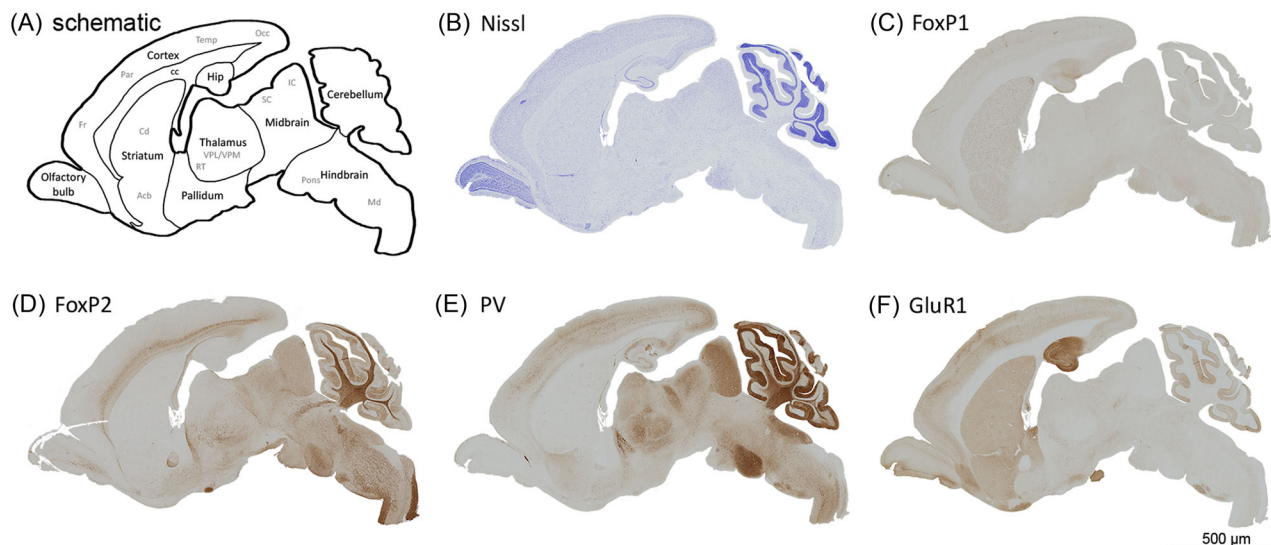 (A) schematic
(B) Nissl
(C) FoxP1
Occ
Temp
Cortex
cc
Hip
Par
IC
SC
Cerebellum
Fr
Cd
Midbrain
Thalamus
VPL/VPM
Striatum
RT
Olfactory
bulb
Pons
Hindbrain
Acb
Pallidum
Md
(D) FoxP2
(E) PV
(F) GluR1
500 µm